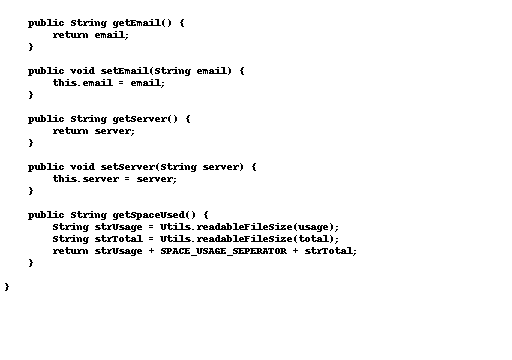 public String getEmail() {
return email;
}
public void setEmail(String email) {
this.email = email;
}
public String getServer() {
return server;
}
public void setServer(String server) {
this.server = server;
}
public String getSpaceUsed() {
String strUsage = Utils.readableFileSize(usage);
String strTotal = Utils.readableFileSize(total);
return strUsage + SPACE_USAGE_SEPERATOR + strTotal;
}
}